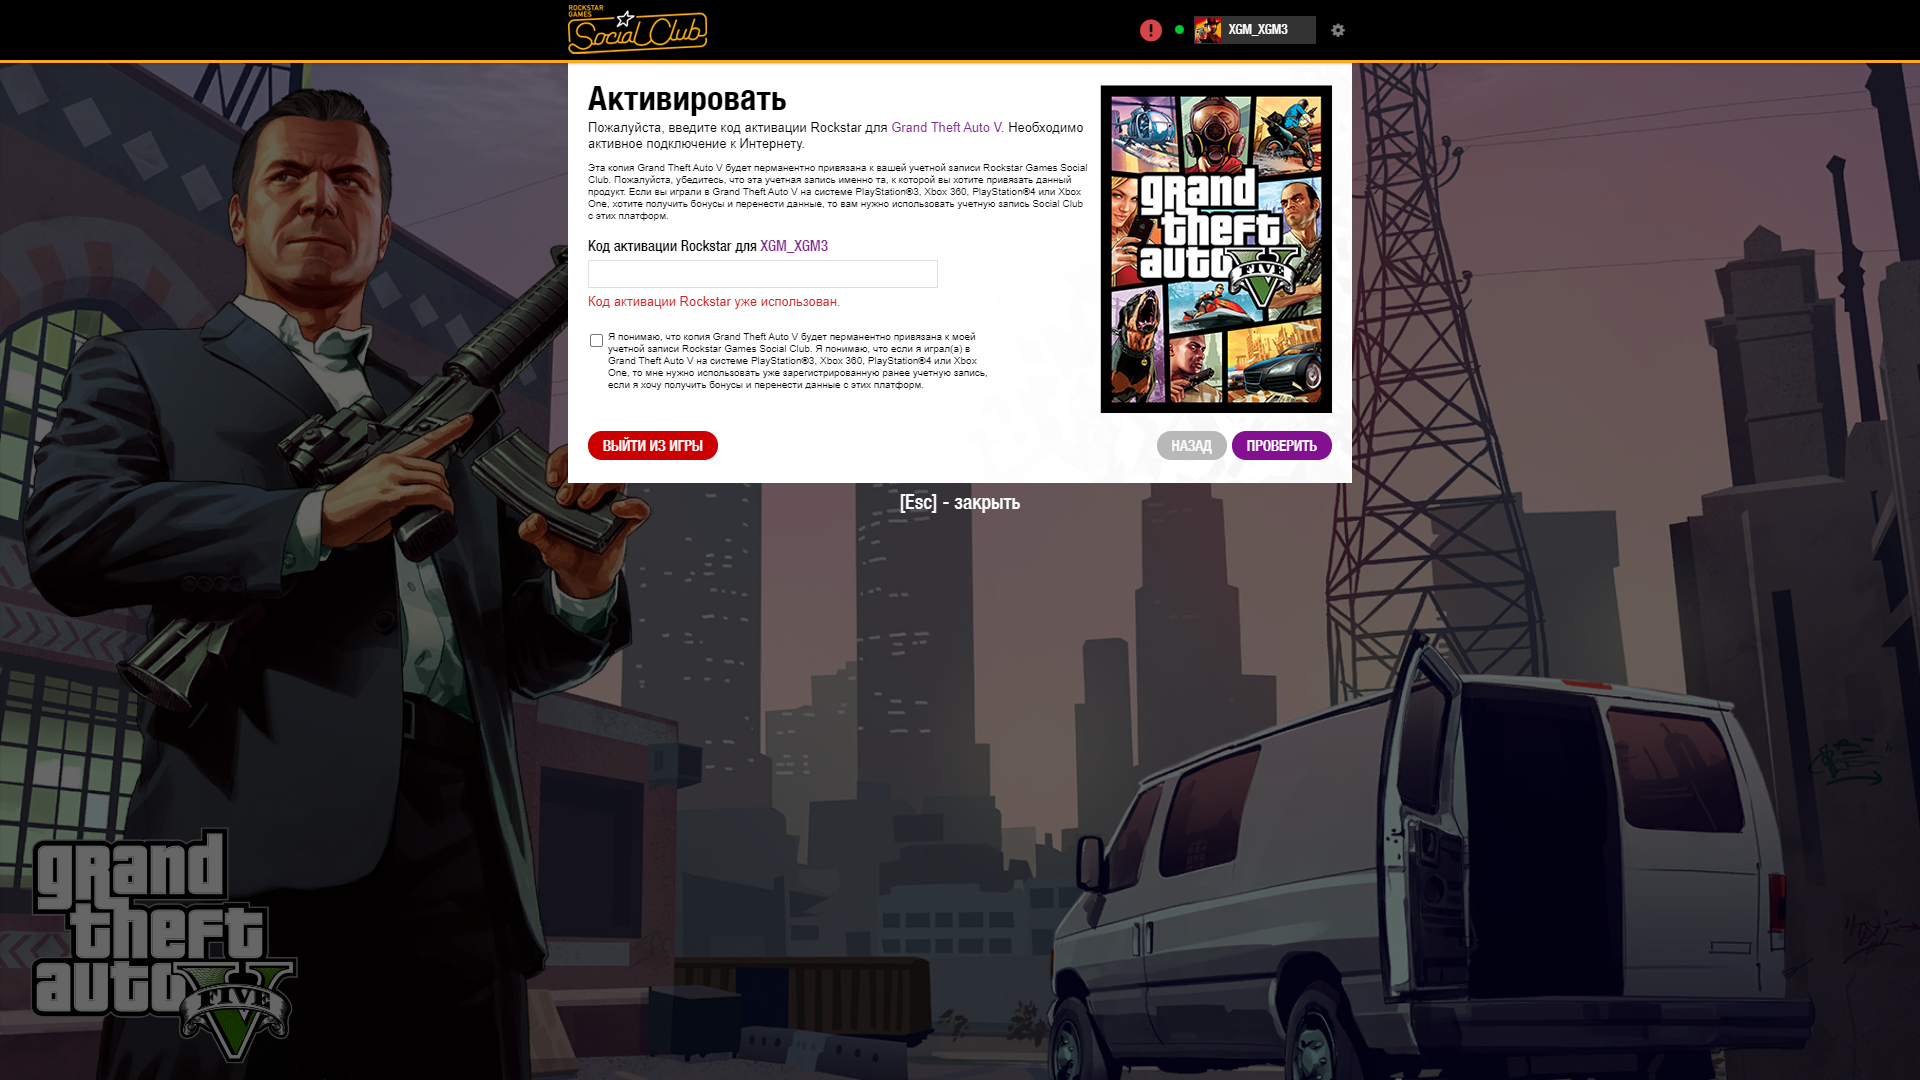 ROCKSTAR
GAMES
Social Club
XGM_XGM3
Активировать
Пожалуйста, введите код активации Rockstar для Grand Theft Auto V. Необходимо
активное подключение к Интернету.
Эта копия Grand Theft Auto V будет перманентно привязана к вашей учетной записи Rockstar Games Social
Club. Пожалуйста, убедитесь, что эта учетная запись именно та, к которой вы хотите привязать данный
продукт. Если вы играли в Grand Theft Auto V на системе PlayStation®3, Xbox 360, PlayStation®4 или Xbox
One, хотите получить бонусы и перенести данные, то вам нужно использовать учетную запись Social Club
с этих платформ.
Код активации Rockstar для XGM_XGM3
Код активации Rockstar уже использован.
Я понимаю, что копия Grand Theft Auto V будет перманентно привязана к моей
учетной записи Rockstar Games Social Club. Я понимаю, что если я играл(а) в
Grand Theft Auto V на системе PlayStation®3, Xbox 360, PlayStation®4 или Xbox
One, то мне нужно использовать уже зарегистрированную ранее учетную запись,
если я хочу получить бонусы и перенести данные с этих платформ.
grand
theft
auto V
FIVE
ВЫЙТИ ИЗ ИГРЫ
НАЗАД
ПРОВЕРИТЬ
[Esc] - закрыть
grand
theft
auto V
FIVE